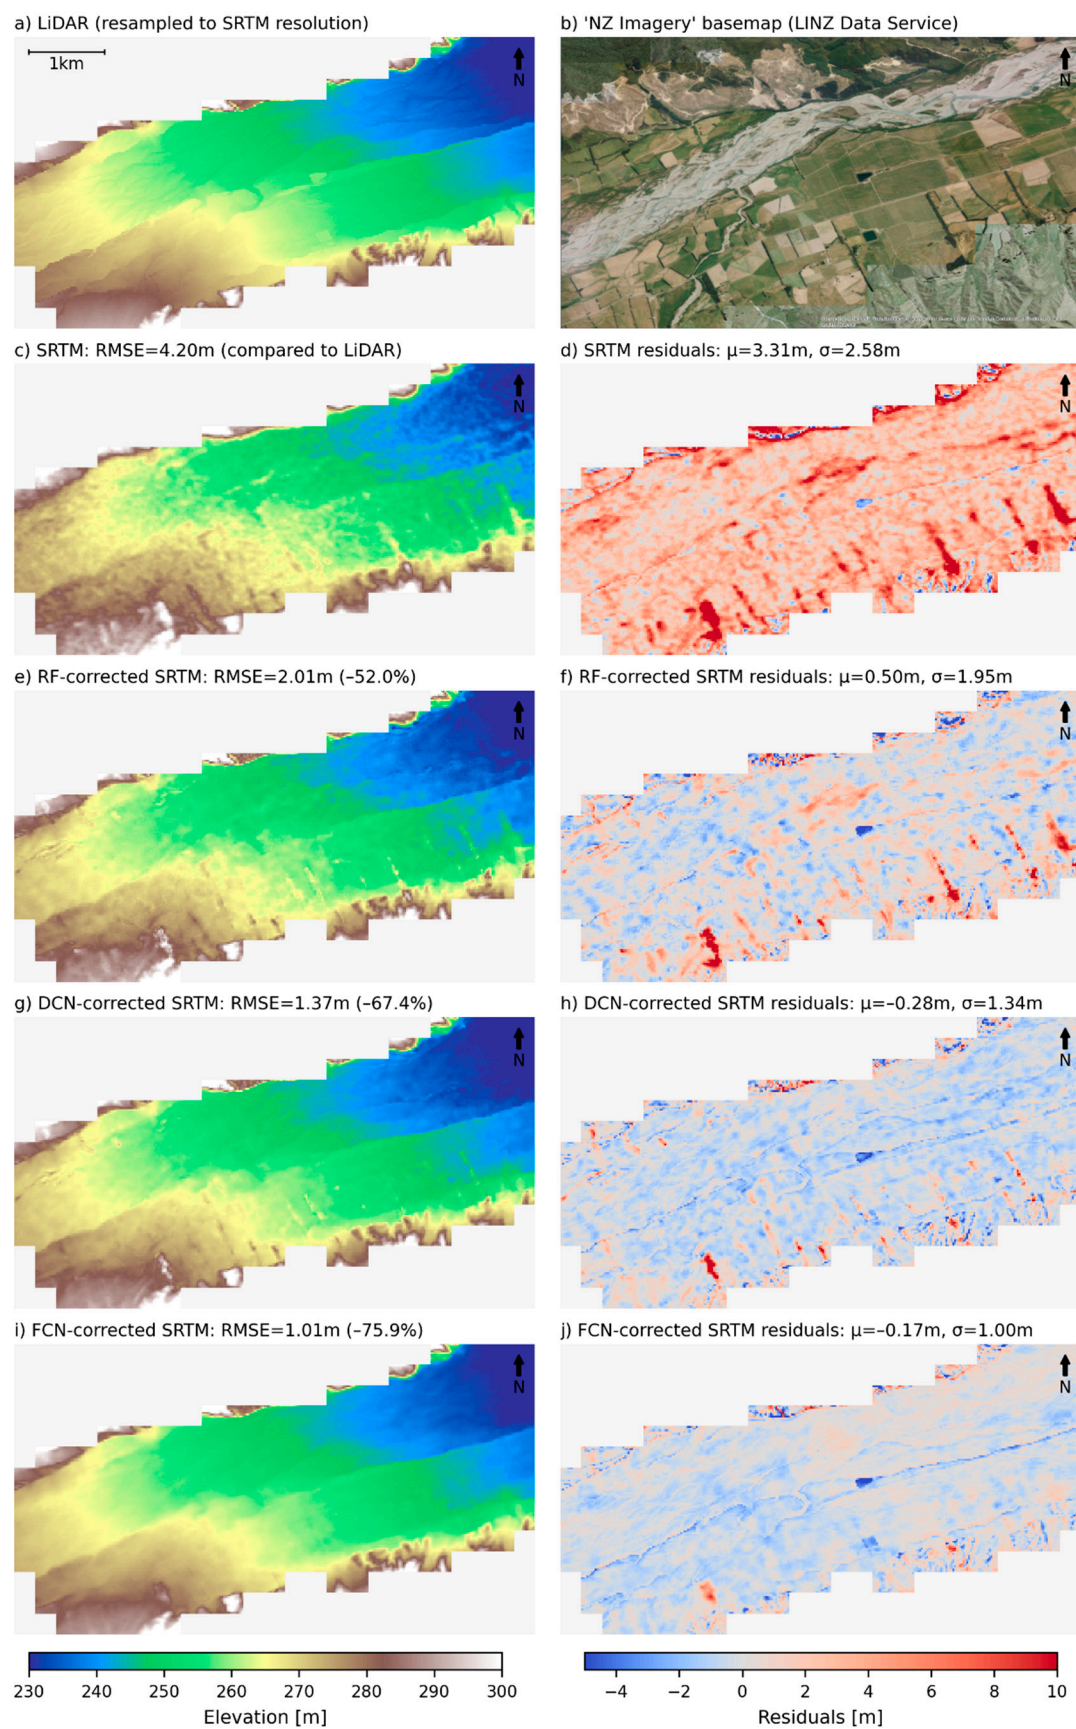 a) LiDAR (resampled to SRTM resolution)
b) 'NZ Imagery' basemap (LINZ Data Service)
1km
N
N
c) SRTM: RMSE=4.20m (compared to LiDAR)
d) SRTM residuals: μ=3.31m, σ=2.58m
N
N
e) RF-corrected SRTM: RMSE=2.01m (–52.0%)
f) RF-corrected SRTM residuals: μ=0.50m, σ=1.95m
N
N
g) DCN-corrected SRTM: RMSE=1.37m (–67.4%)
h) DCN-corrected SRTM residuals: μ=–0.28m, σ=1.34m
N
N
i) FCN-corrected SRTM: RMSE=1.01m (–75.9%)
j) FCN-corrected SRTM residuals: μ=–0.17m, σ=1.00m
N
N
230 240 250 260 270 280 290 300
Elevation [m]
−4 −2 0 2 4 6 8 10
Residuals [m]